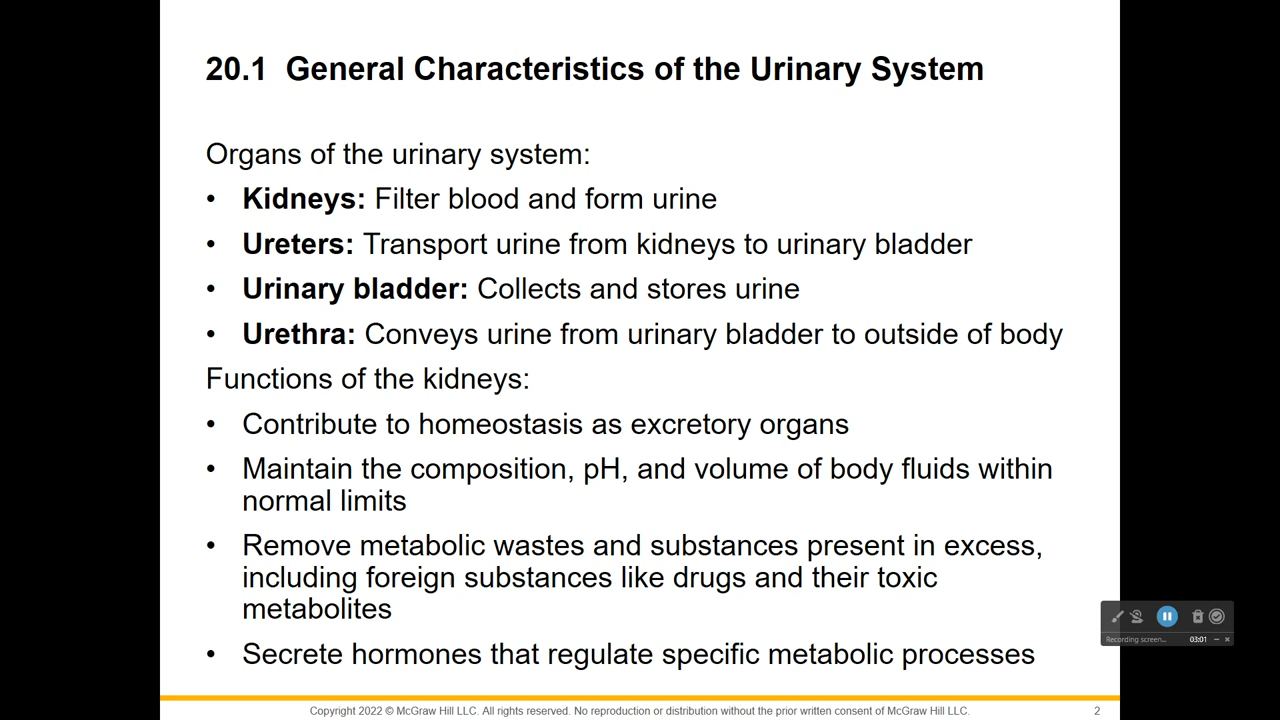 20.1 General Characteristics of the Urinary System
Organs of the urinary system:
• Kidneys: Filter blood and form urine
• Ureters: Transport urine from kidneys to urinary bladder
• Urinary bladder: Collects and stores urine
• Urethra: Conveys urine from urinary bladder to outside of body
Functions of the kidneys:
• Contribute to homeostasis as excretory organs
• Maintain the composition, pH, and volume of body fluids within
normal limits
• Remove metabolic wastes and substances present in excess,
including foreign substances like drugs and their toxic
metabolites
• Secrete hormones that regulate specific metabolic processes
Recording screen... 03:01
Copyright 2022 © McGraw Hill LLC. All rights reserved. No reproduction or distribution without the prior written consent of McGraw Hill LLC. 2